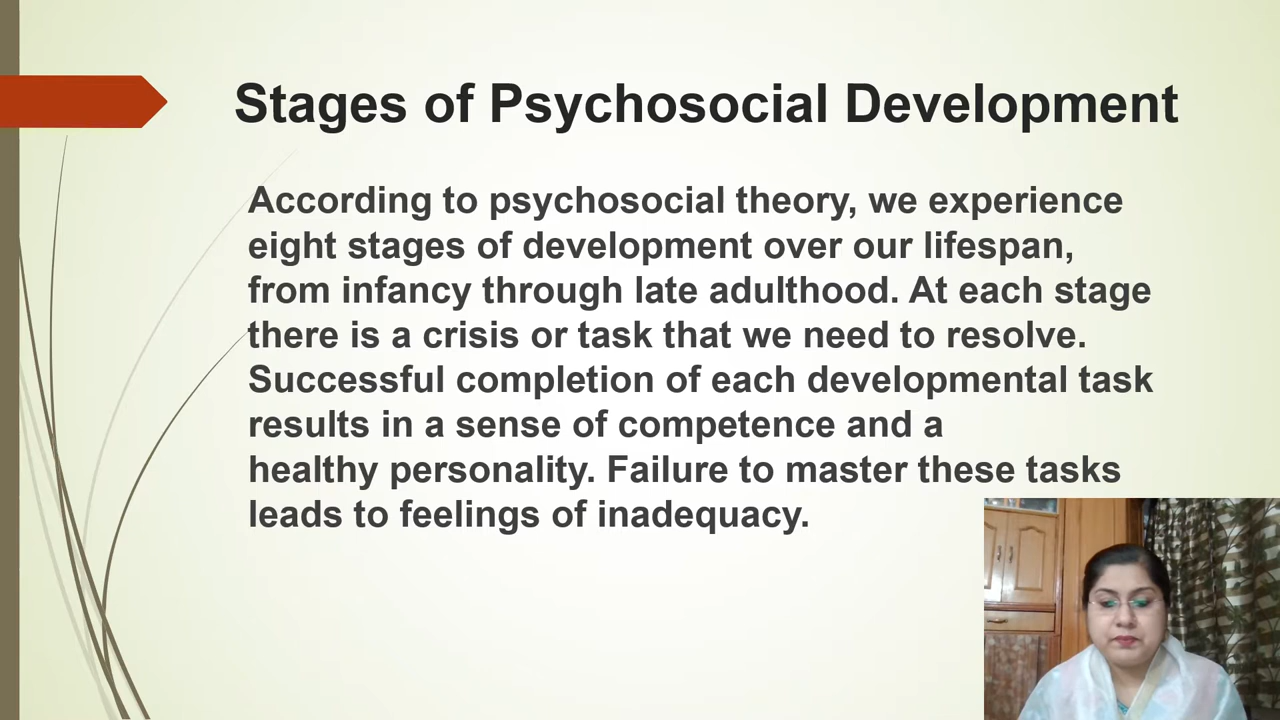 Stages of Psychosocial Development
According to psychosocial theory, we experience
eight stages of development over our lifespan,
from infancy through late adulthood. At each stage
there is a crisis or task that we need to resolve.
Successful completion of each developmental task
results in a sense of competence and a
healthy personality. Failure to master these tasks
leads to feelings of inadequacy.